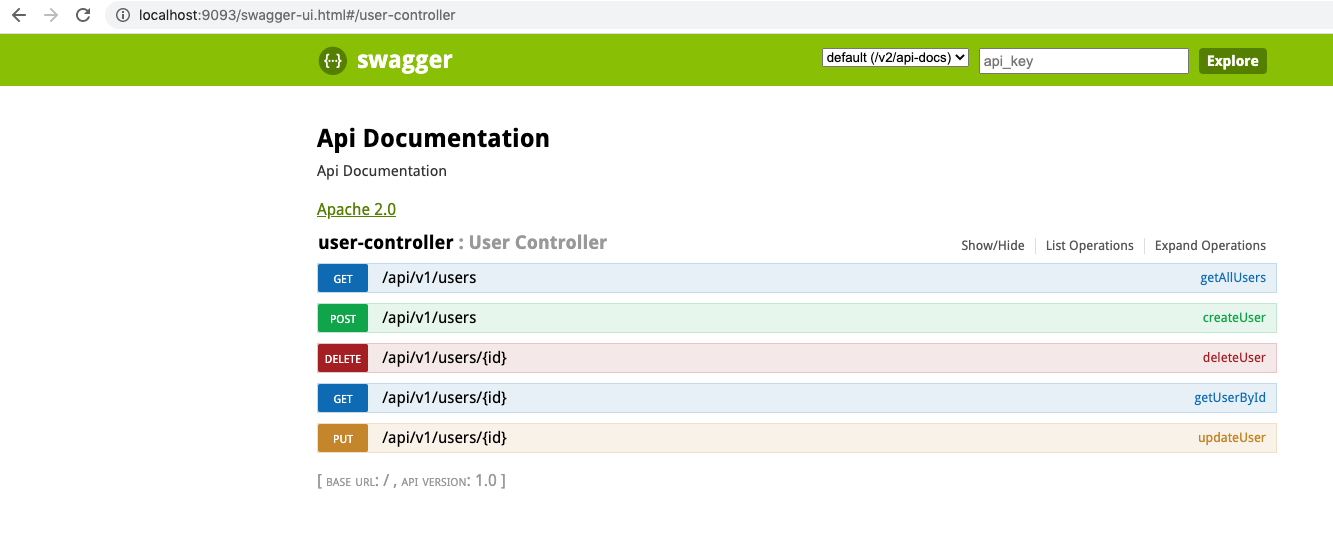 localhost:9093/swagger-ui.html#/user-controller
{··} swagger default (/v2/api-docs) api_key Explore
Api Documentation
Api Documentation
Apache 2.0
user-controller : User Controller Show/Hide List Operations Expand Operations
GET /api/v1/users getAllUsers
POST /api/v1/users createUser
DELETE /api/v1/users/{id} deleteUser
GET /api/v1/users/{id} getUserById
PUT /api/v1/users/{id} updateUser
[ BASE URL: / , API VERSION: 1.0 ]